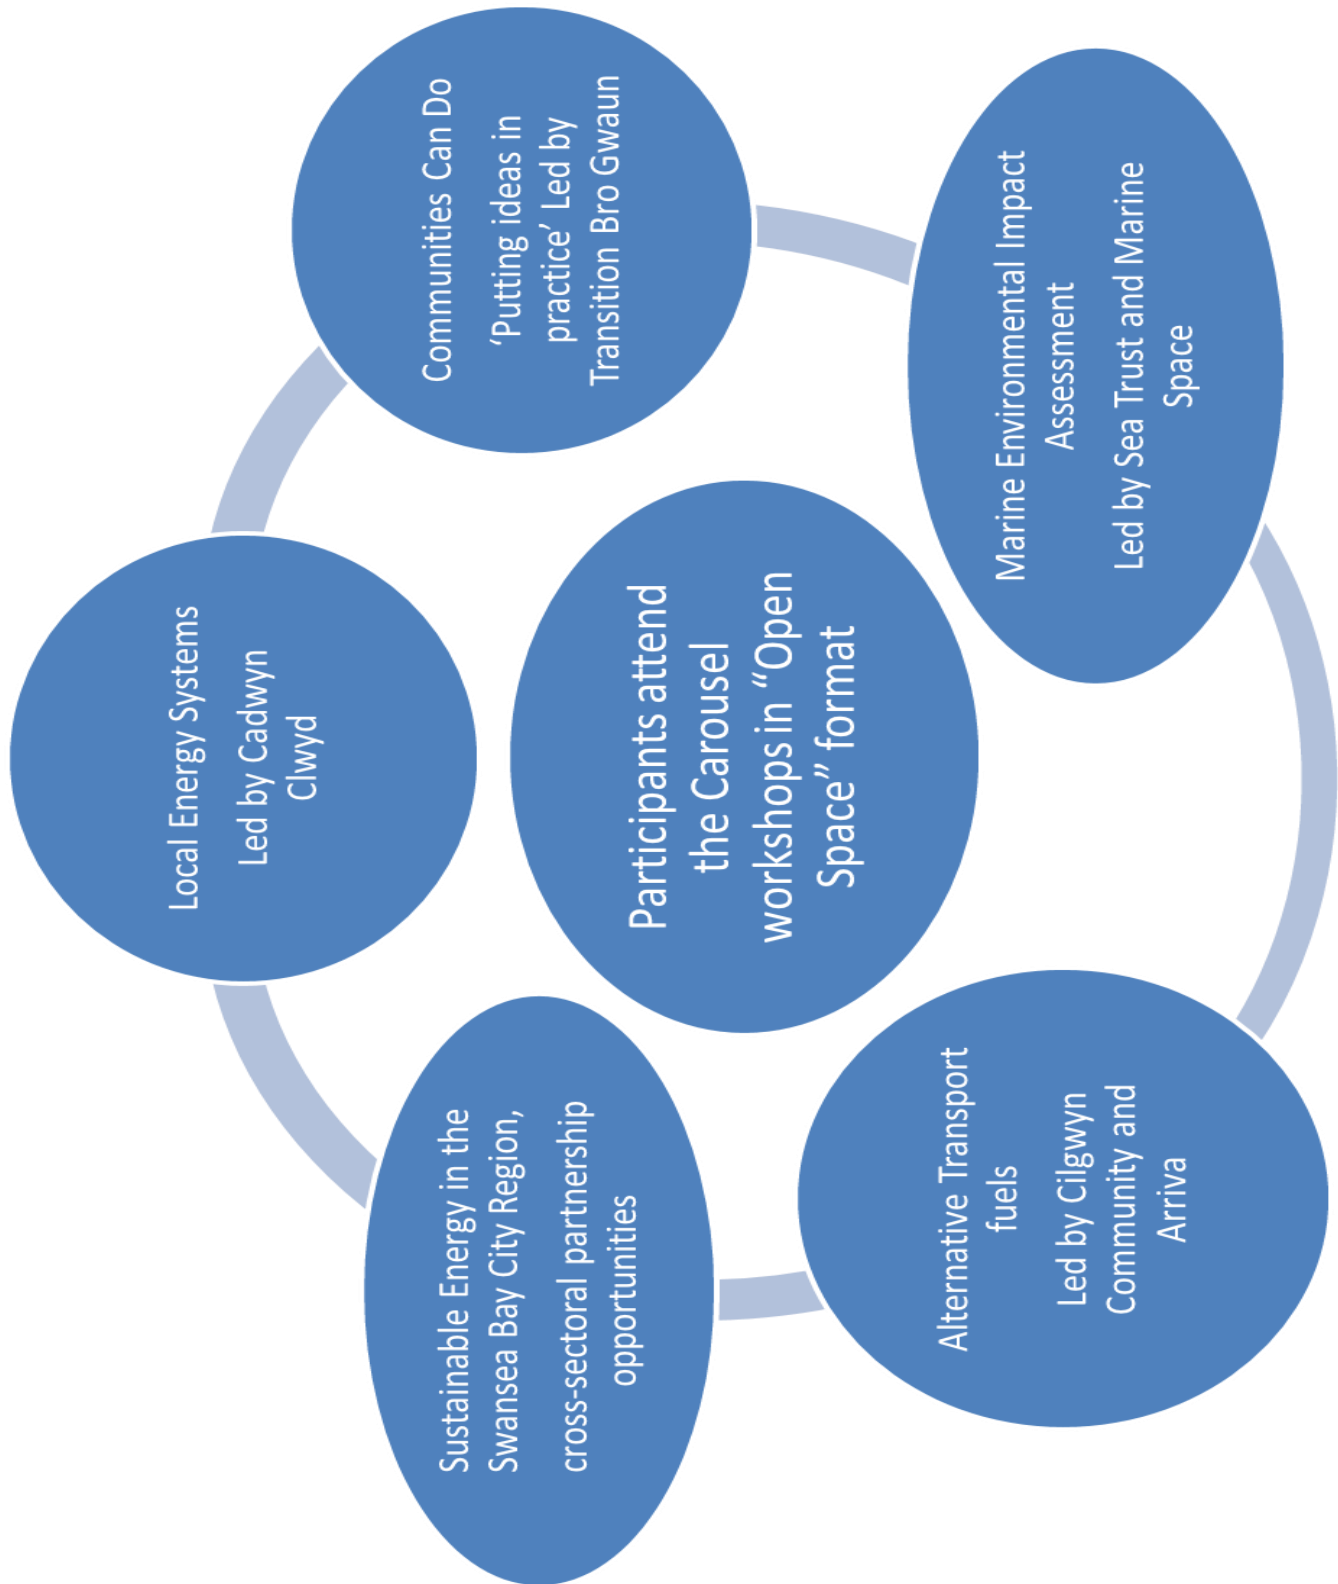 Participants attend
the Carousel
workshops in “Open
Space” format
Local Energy Systems
Led by Cadwyn
Clwyd
Communities Can Do
‘Putting ideas in
practice’ Led by
Transition Bro Gwaun
Marine Environmental Impact
Assessment
Led by Sea Trust and Marine
Space
Alternative Transport
fuels
Led by Cilgwyn
Community and
Arriva
Sustainable Energy in the
Swansea Bay City Region,
cross-sectoral partnership
opportunities